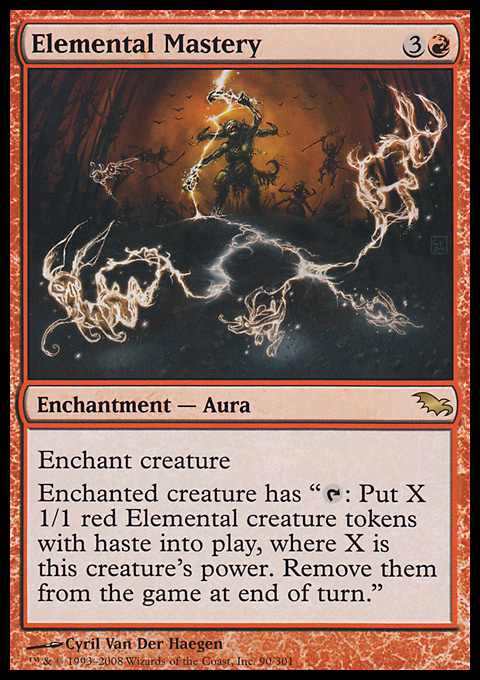 Elemental Mastery 3
Enchantment — Aura
Enchant creature
Enchanted creature has “: Put X
1/1 red Elemental creature tokens
with haste into play, where X is
this creature’s power. Remove them
from the game at end of turn.”
Cyril Van Der Haegen
™ & © 1993–2008 Wizards of the Coast, Inc. 90/301